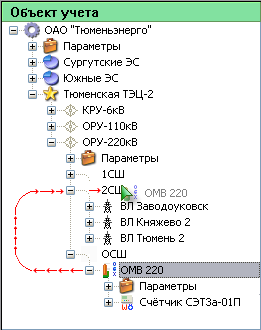 Объект учета
ОАО "Тюменьэнерго"
Параметры
Сургутские ЭС
Южные ЭС
Тюменская ТЭЦ-2
КРУ-6кВ
ОРУ-110кВ
ОРУ-220кВ
Параметры
1СШ
2СШ ОМВ 220
ВЛ Заводоуковск
ВЛ Княжево 2
ВЛ Тюмень 2
ОСШ
ОМВ 220
Параметры
Счётчик СЭТ3а-01П